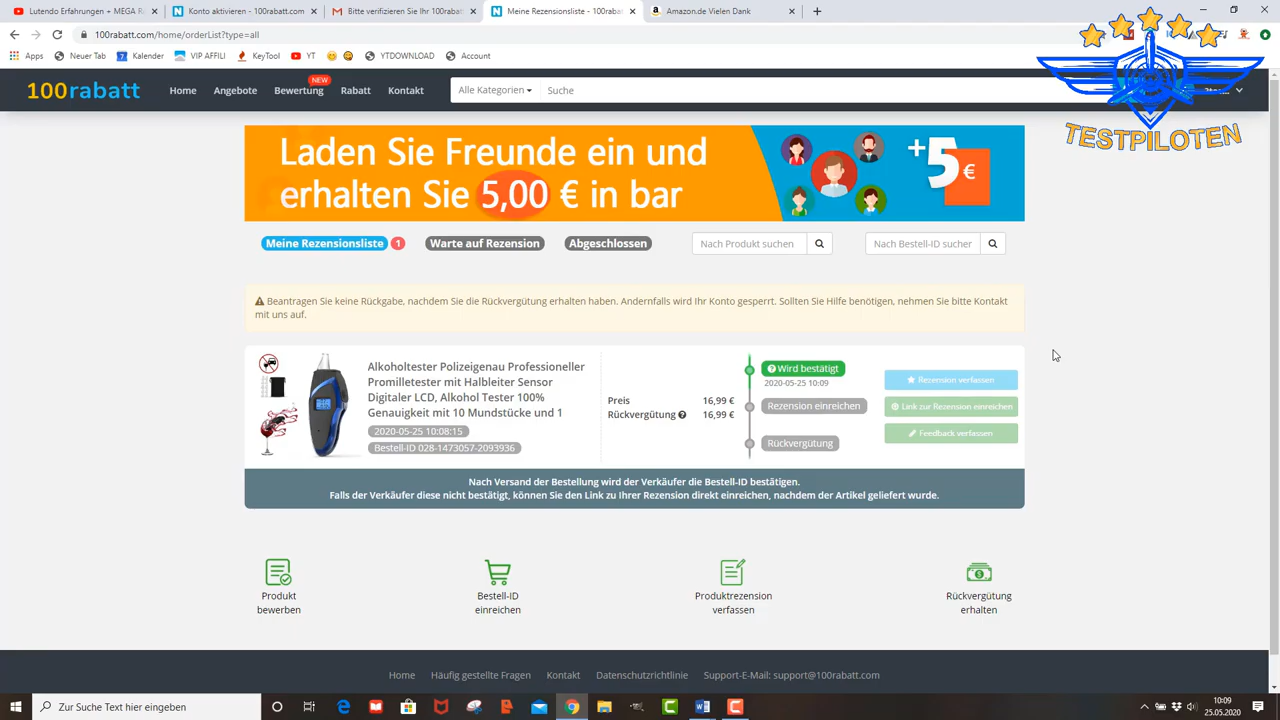 Lutendo Erfahrungen + MEGA R
Konto aktivieren - 100rabatt.com
Bitte verifizieren Sie Ihr 100rabatt
Meine Rezensionsliste - 100rabatt
Amazon.de Vielen Dank
100rabatt.com/home/orderList?type=all
Apps
Neuer Tab
Kalender
VIP AFFILI
KeyTool
YT
YTDOWNLOAD
Account
100rabatt
Home
Angebote
Bewertung
NEW
Rabatt
Kontakt
Alle Kategorien
Suche
TESTPILOTEN
Laden Sie Freunde ein und
erhalten Sie 5,00 € in bar
+5€
Meine Rezensionsliste 1
Warte auf Rezension
Abgeschlossen
Nach Produkt suchen
Nach Bestell-ID sucher
Beantragen Sie keine Rückgabe, nachdem Sie die Rückvergütung erhalten haben. Andernfalls wird Ihr Konto gesperrt. Sollten Sie Hilfe benötigen, nehmen Sie bitte Kontakt
mit uns auf.
Alkoholtester Polizeigenau Professioneller
Promilletester mit Halbleiter Sensor
Digitaler LCD, Alkohol Tester 100%
Genauigkeit mit 10 Mundstücke und 1
2020-05-25 10:08:15
Bestell-ID 028-1473057-2093936
Preis 16,99 €
Rückvergütung 16,99 €
Wird bestätigt
2020-05-25 10:09
Rezension einreichen
Rückvergütung
Rezension verfassen
Link zur Rezension einreichen
Feedback verfassen
Nach Versand der Bestellung wird der Verkäufer die Bestell-ID bestätigen.
Falls der Verkäufer diese nicht bestätigt, können Sie den Link zu Ihrer Rezension direkt einreichen, nachdem der Artikel geliefert wurde.
Produkt
bewerben
Bestell-ID
einreichen
Produktrezension
verfassen
Rückvergütung
erhalten
Home
Häufig gestellte Fragen
Kontakt
Datenschutzrichtlinie
Support-E-Mail: support@100rabatt.com
Zur Suche Text hier eingeben
10:09
25.05.2020